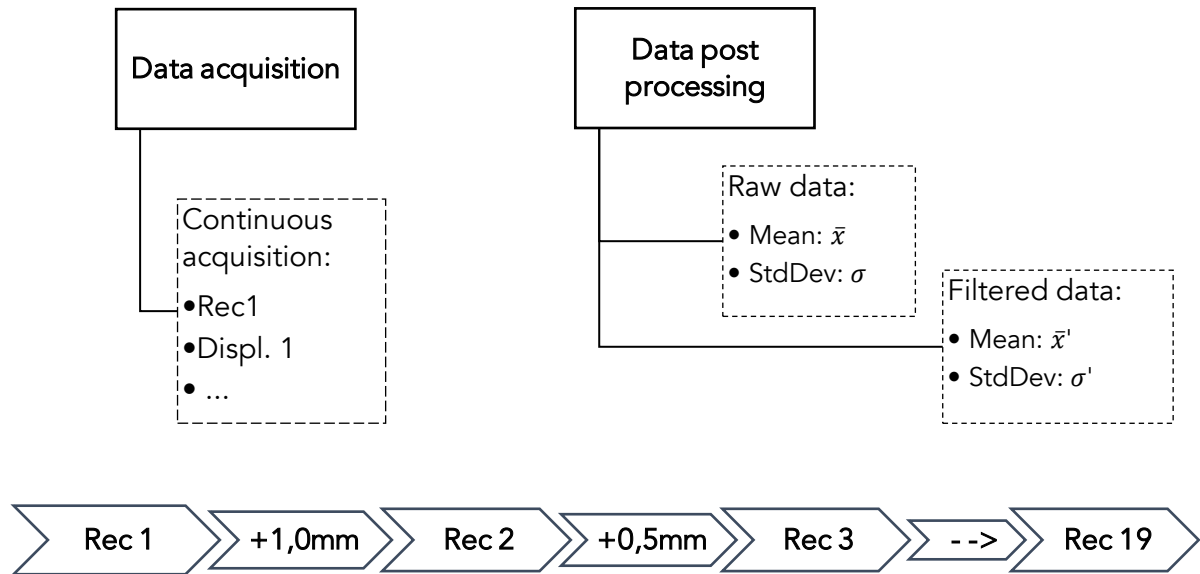 Data acquisition
Continuous
acquisition:
•Rec1
•Displ. 1
• ...
Data post
processing
Raw data:
• Mean: x̄
• StdDev: σ
Filtered data:
• Mean: x̄'
• StdDev: σ'
Rec 1
+1,0mm
Rec 2
+0,5mm
Rec 3
-->
Rec 19